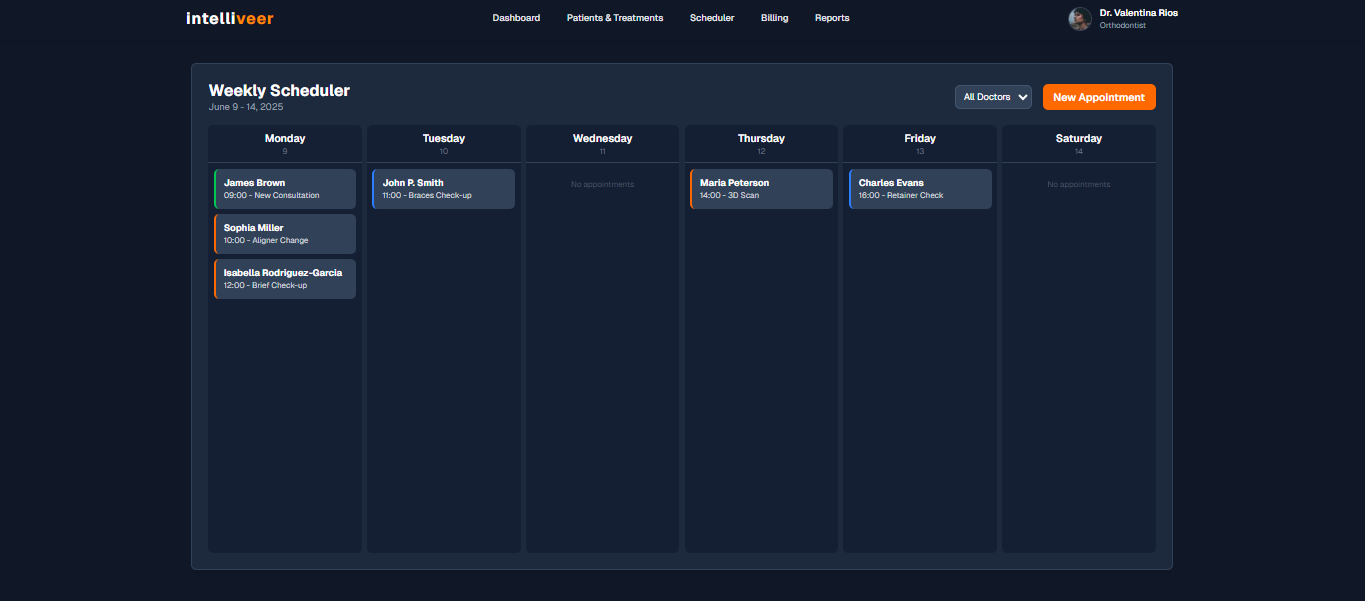 intelliveer
Dashboard
Patients & Treatments
Scheduler
Billing
Reports
Dr. Valentina Rios
Orthodontist
Weekly Scheduler
June 9 - 14, 2025
All Doctors
New Appointment
Monday
9
James Brown
09:00 - New Consultation
Sophia Miller
10:00 - Aligner Change
Isabella Rodriguez-Garcia
12:00 - Brief Check-up
Tuesday
10
John P. Smith
11:00 - Braces Check-up
Wednesday
11
No appointments
Thursday
12
Maria Peterson
14:00 - 3D Scan
Friday
13
Charles Evans
16:00 - Retainer Check
Saturday
14
No appointments